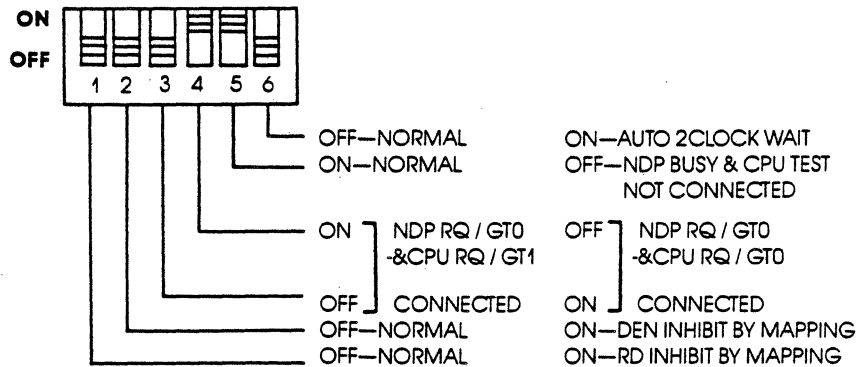 ON
OFF
1 2 3 4 5 6
OFF—NORMAL ON—AUTO 2CLOCK WAIT
ON—NORMAL OFF—NDP BUSY & CPU TEST
NOT CONNECTED
ON NDP RQ / GT0 OFF NDP RQ / GT0
-&CPU RQ / GT1 -&CPU RQ / GT0
OFF CONNECTED ON CONNECTED
OFF—NORMAL ON—DEN INHIBIT BY MAPPING
OFF—NORMAL ON—RD INHIBIT BY MAPPING